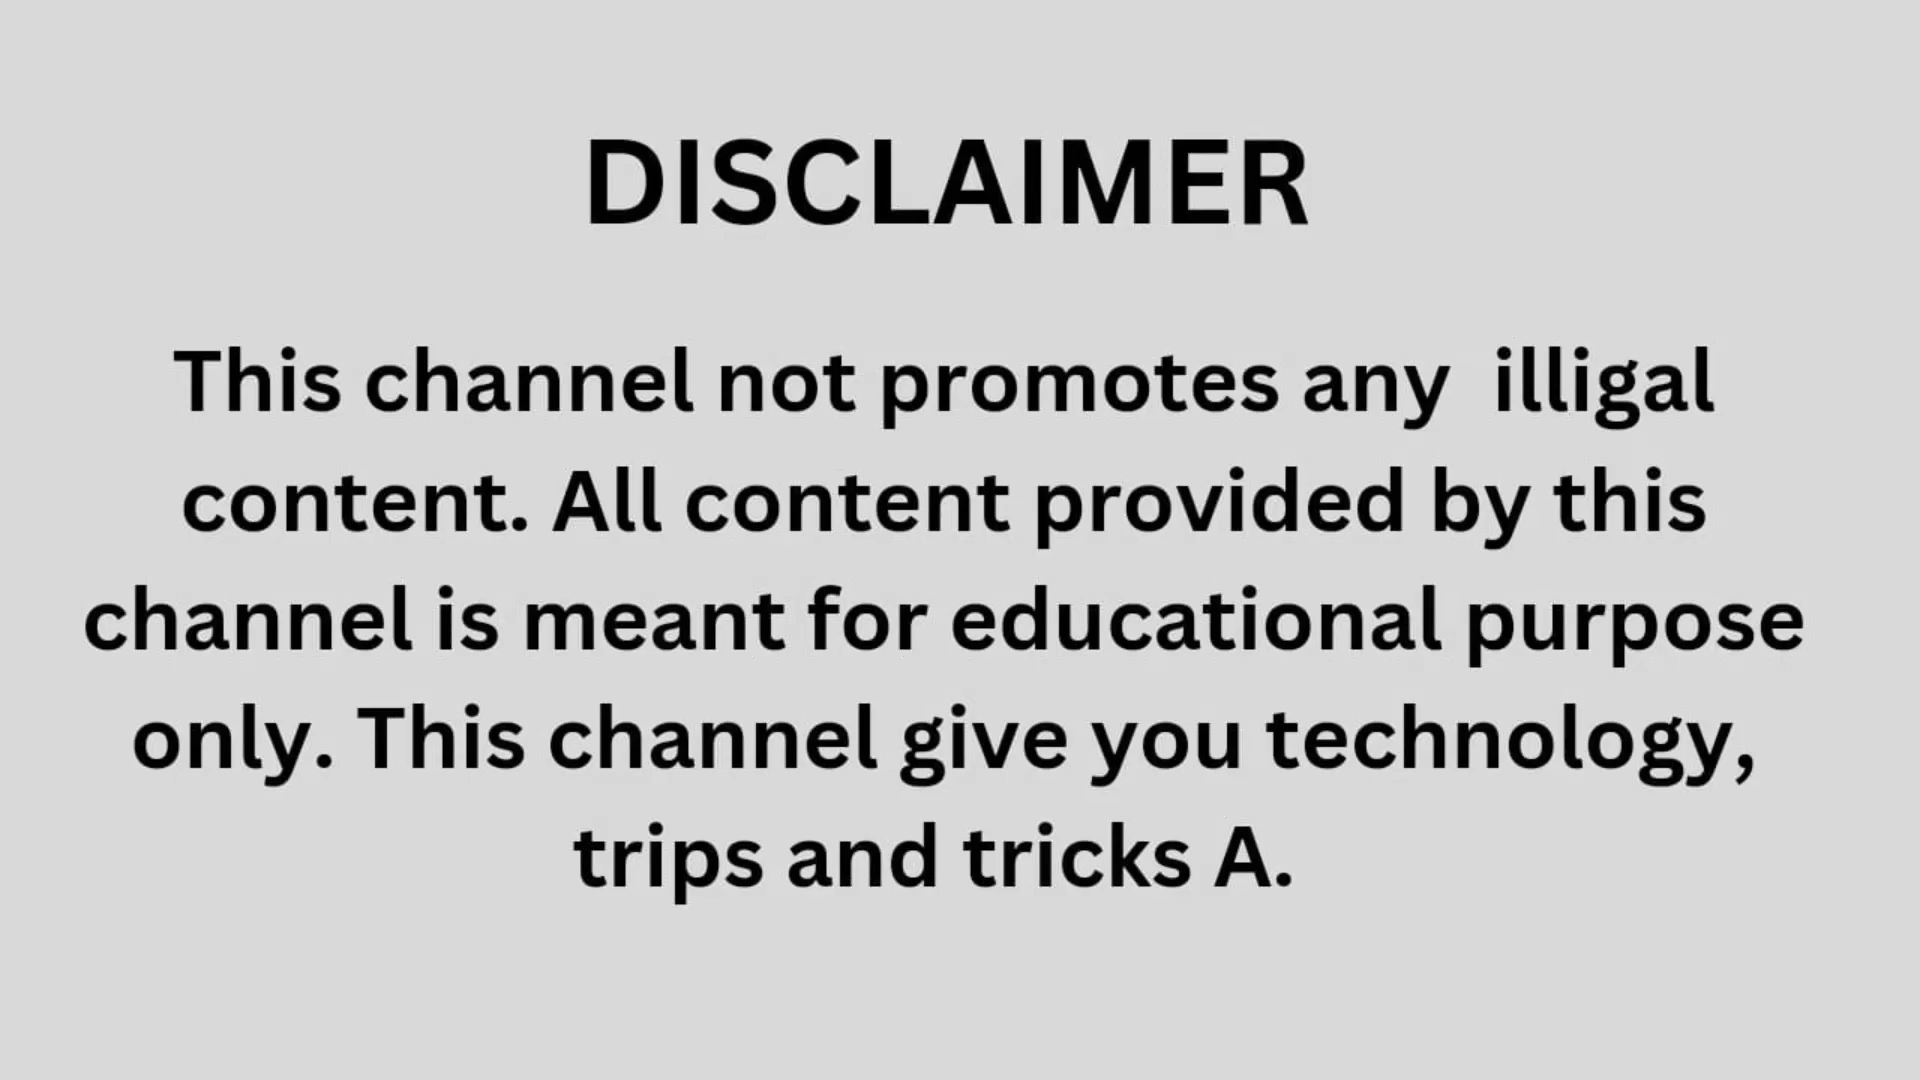 DISCLAIMER
This channel not promotes any  illigal
content. All content provided by this
channel is meant for educational purpose
only. This channel give you technology,
trips and tricks A.